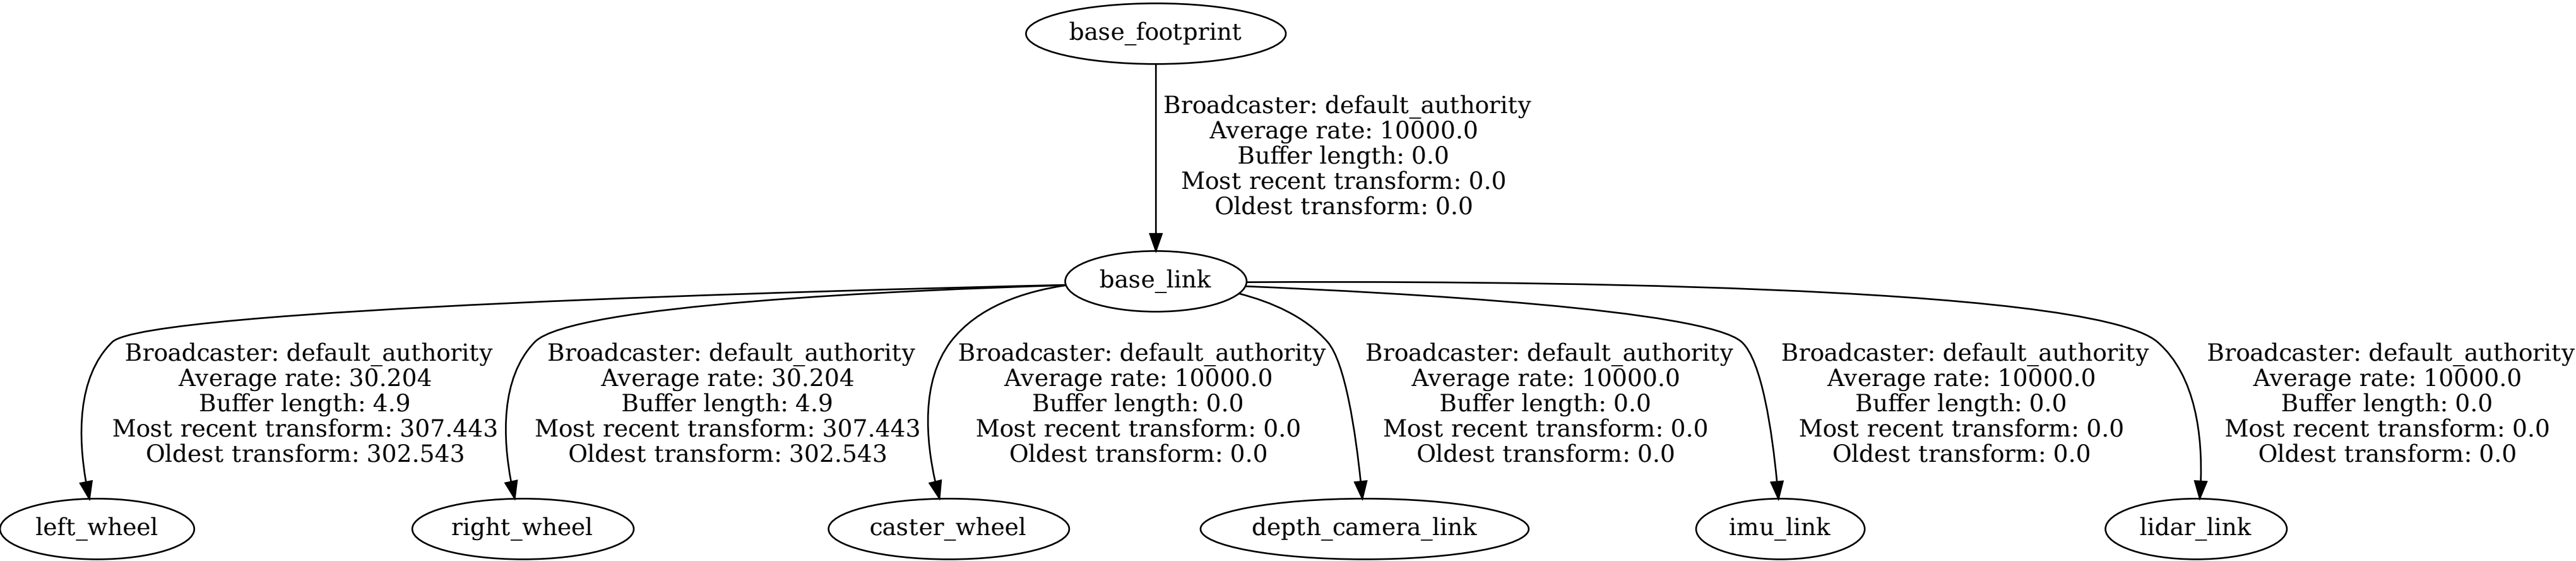 base_footprint
Broadcaster: default_authority
Average rate: 10000.0
Buffer length: 0.0
Most recent transform: 0.0
Oldest transform: 0.0
base_link
Broadcaster: default_authority
Average rate: 30.204
Buffer length: 4.9
Most recent transform: 307.443
Oldest transform: 302.543
Broadcaster: default_authority
Average rate: 30.204
Buffer length: 4.9
Most recent transform: 307.443
Oldest transform: 302.543
Broadcaster: default_authority
Average rate: 10000.0
Buffer length: 0.0
Most recent transform: 0.0
Oldest transform: 0.0
Broadcaster: default_authority
Average rate: 10000.0
Buffer length: 0.0
Most recent transform: 0.0
Oldest transform: 0.0
Broadcaster: default_authority
Average rate: 10000.0
Buffer length: 0.0
Most recent transform: 0.0
Oldest transform: 0.0
Broadcaster: default_authority
Average rate: 10000.0
Buffer length: 0.0
Most recent transform: 0.0
Oldest transform: 0.0
left_wheel
right_wheel
caster_wheel
depth_camera_link
imu_link
lidar_link